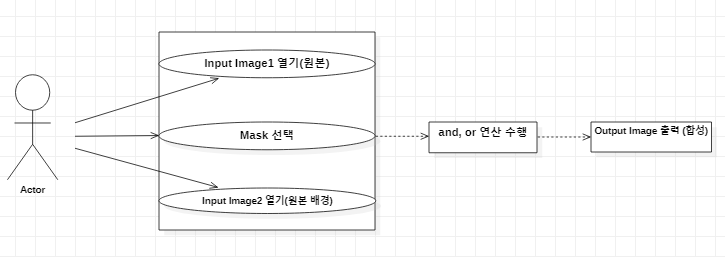 Input Image1 열기(원본)
Mask 선택
and, or 연산 수행
Output Image 출력 (합성)
Actor
Input Image2 열기(원본 배경)